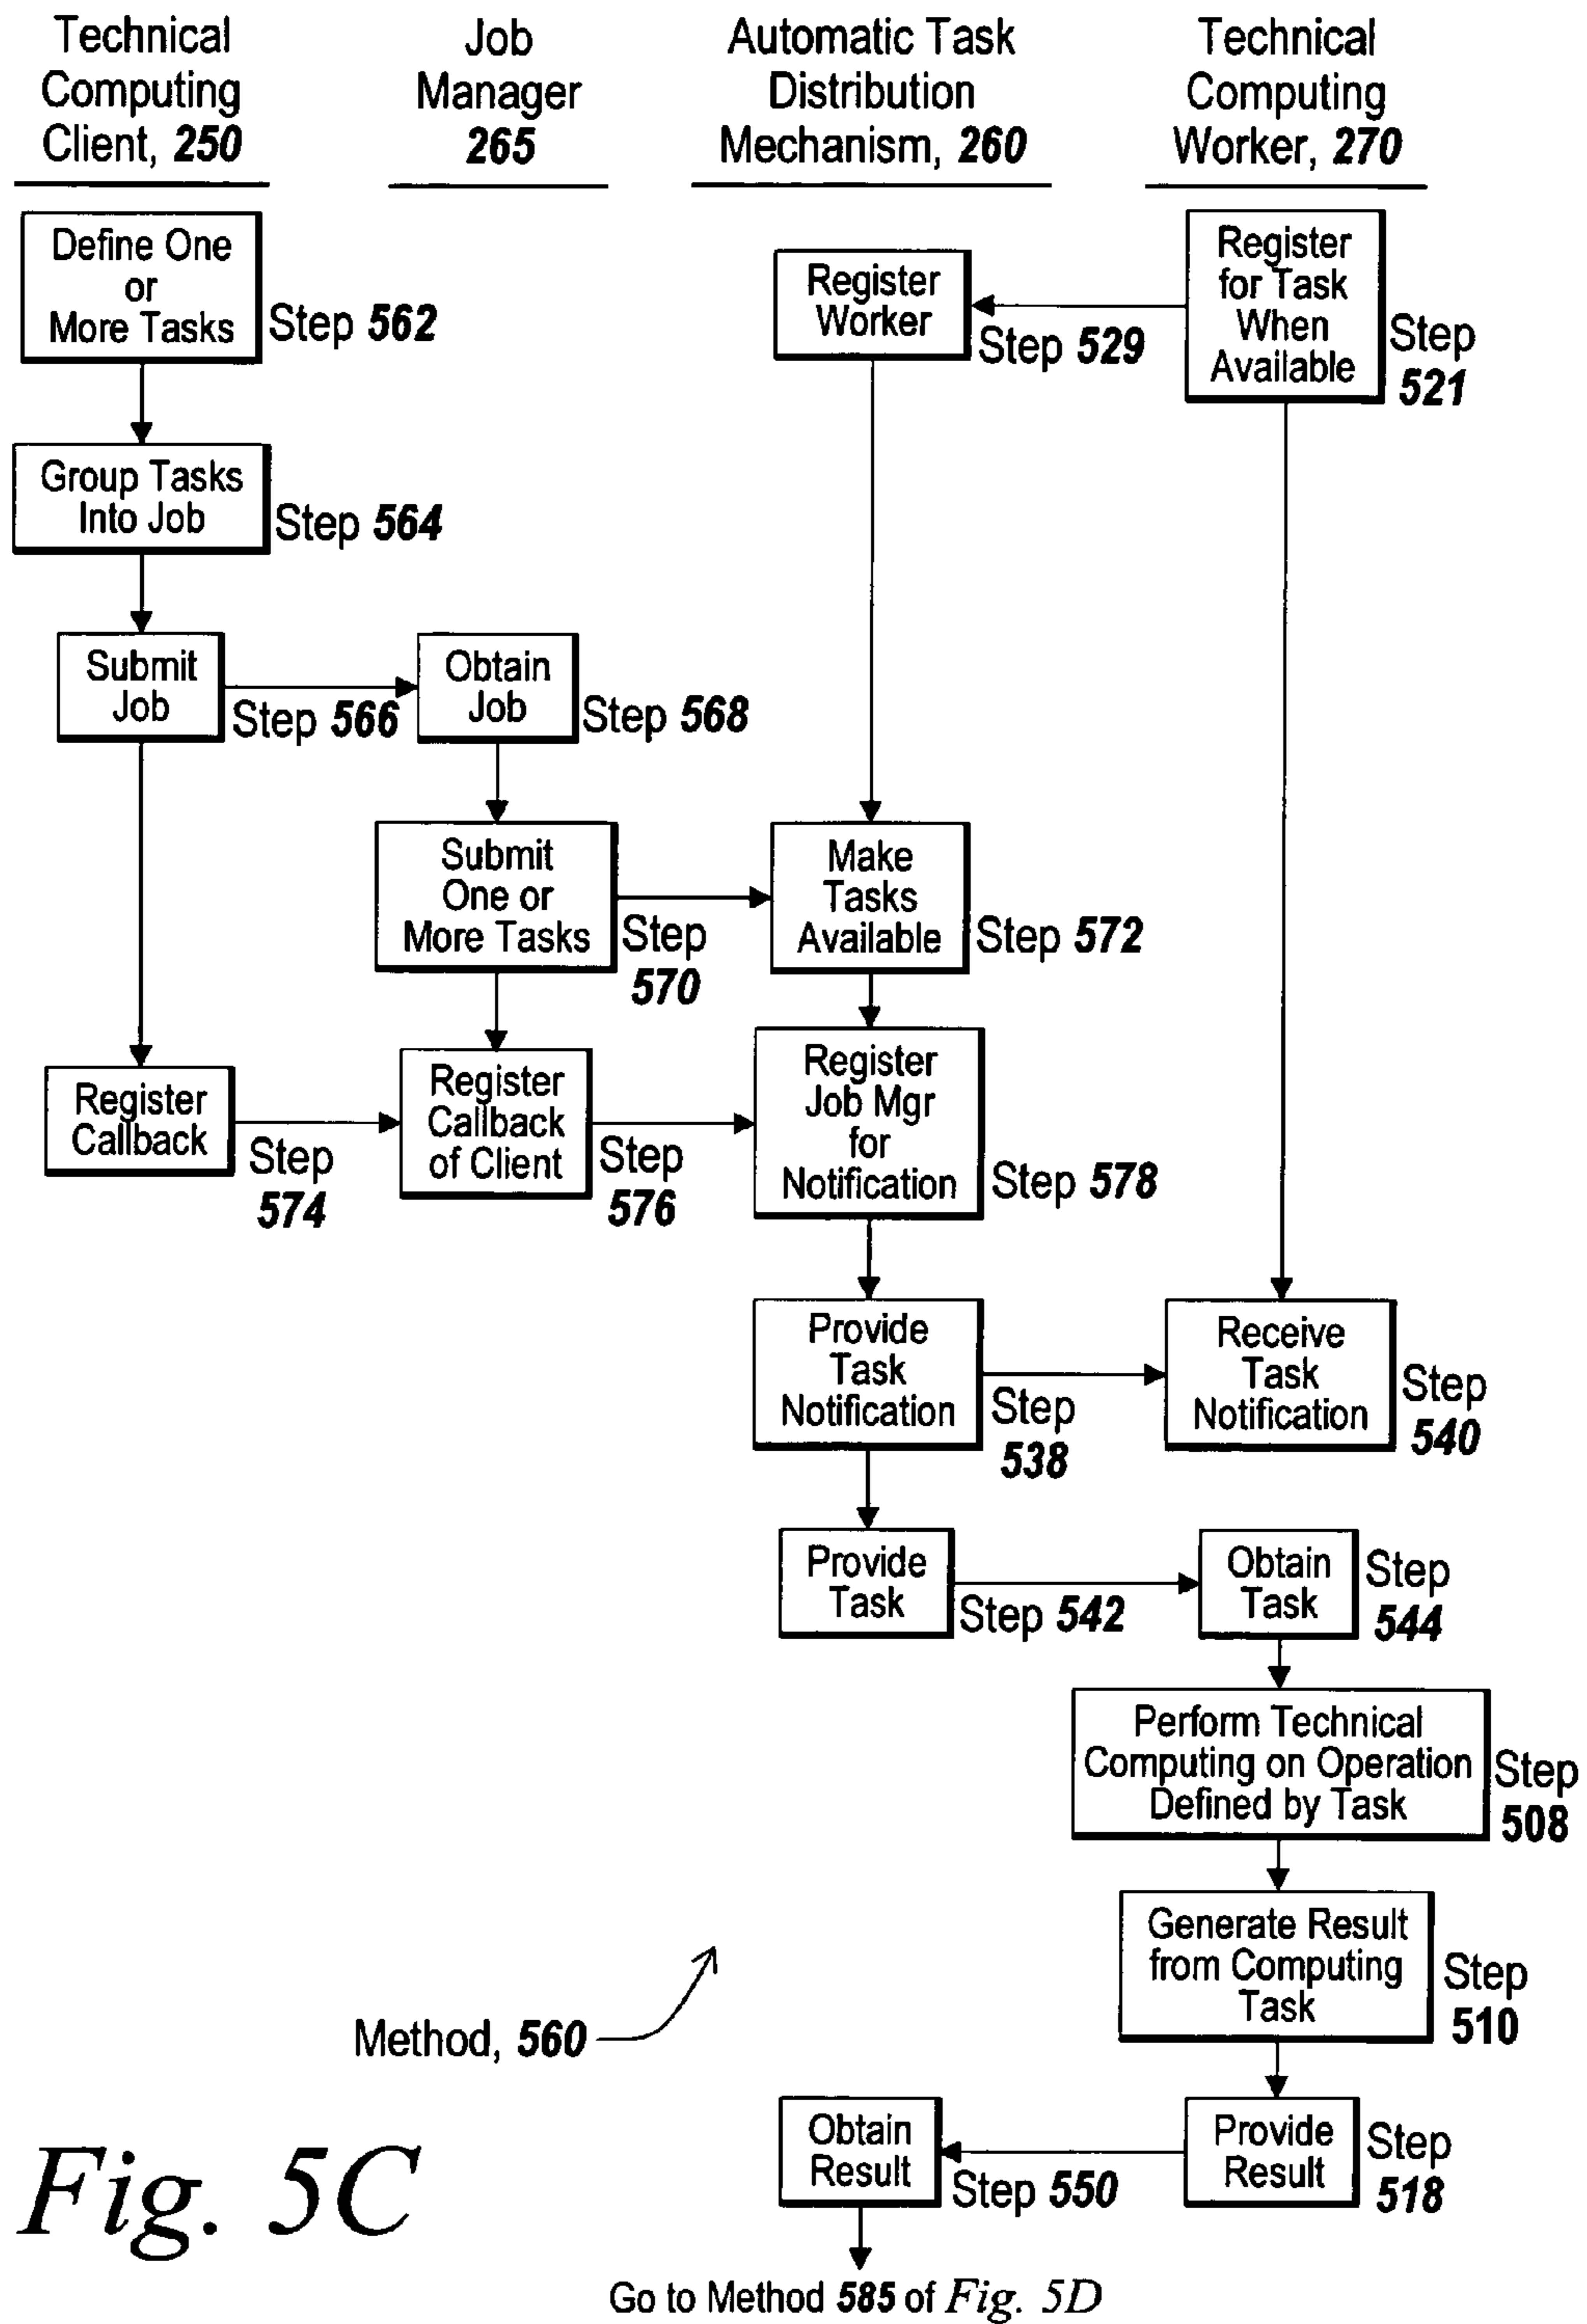 Technical
Computing
Client, 250
Job
Manager
265
Automatic Task
Distribution
Mechanism, 260
Technical
Computing
Worker, 270
Define One
or
More Tasks
Step 562
Register
Worker
Step 529
Register
for Task
When
Available
Step
521
Group Tasks
Into Job
Step 564
Submit
Job
Step 566
Obtain
Job
Step 568
Submit
One or
More Tasks
Step
570
Make
Tasks
Available
Step 572
Register
Callback
Step
574
Register
Callback
of Client
Step
576
Register
Job Mgr
for
Notification
Step 578
Provide
Task
Notification
Step
538
Receive
Task
Notification
Step
540
Provide
Task
Step 542
Obtain
Task
Step
544
Perform Technical
Computing on Operation
Defined by Task
Step
508
Generate Result
from Computing
Task
Step
510
Method, 560
Obtain
Result
Step 550
Provide
Result
Step
518
Fig. 5C
Go to Method 585 of Fig. 5D